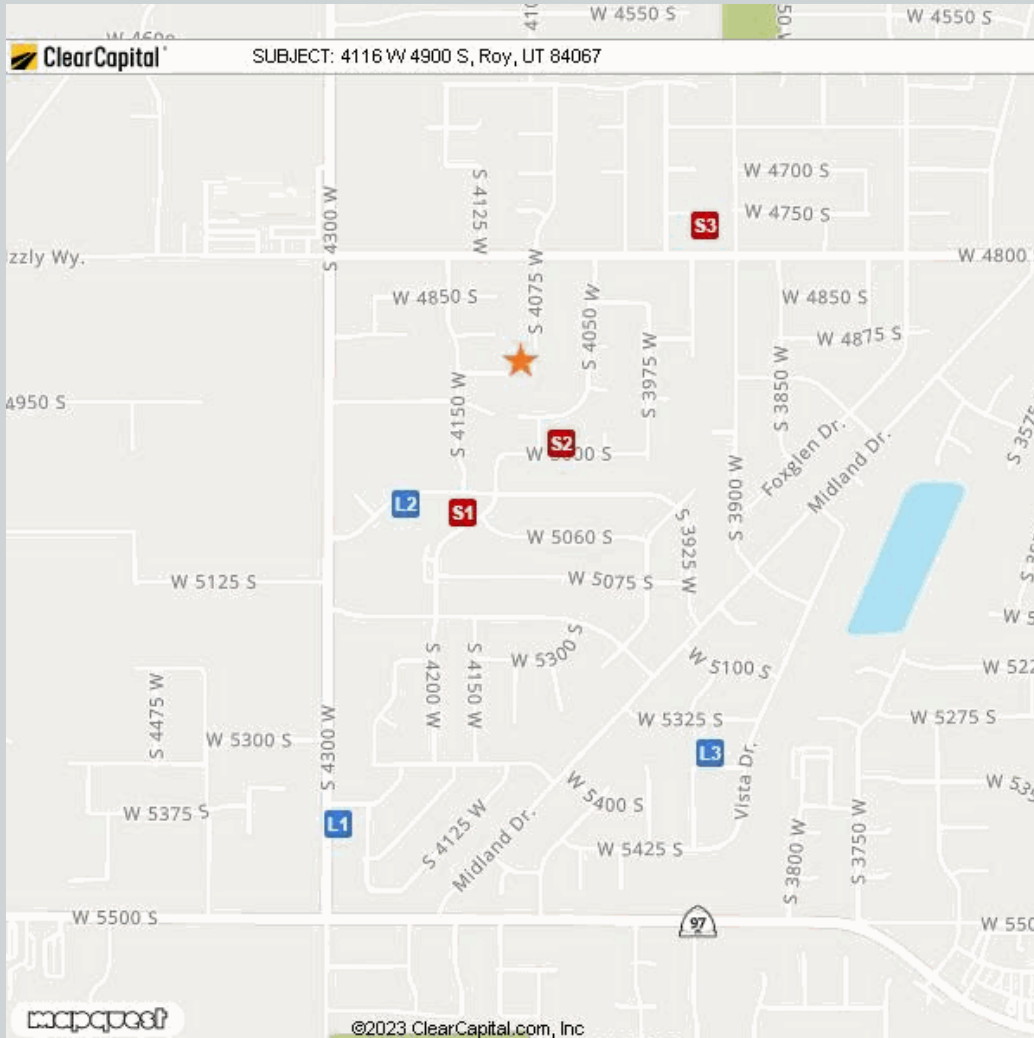 W 4550 S
W 4550 S
ClearCapital
SUBJECT: 4116 W 4900 S, Roy, UT 84067
W 4700 S
S 4125 W
S 4300 W
W 4750 S
S3
zzly Wy.
W 4800
S 4075 W
W 4850 S
S 4050 W
W 4850 S
W 4875 S
S 3975 W
S 3850 W
S 4150 W
4950 S
S2
Foxglen Dr.
Midland Dr.
S 3900 W
L2
S1
S 3925 W
W 5060 S
W 5125 S
W 5075 S
W 5300 S
W 5100 S
S 4200 W
S 4150 W
S 4475 W
W 5325 S
W 5275 S
W 5300 S
S 4300 W
L3
Vista Dr.
W 5400 S
W 5375 S
L1
S 4125 W
Midland Dr.
W 5425 S
S 3800 W
S 3750 W
W 5500 S
97
mapquest
©2023 ClearCapital.com, Inc